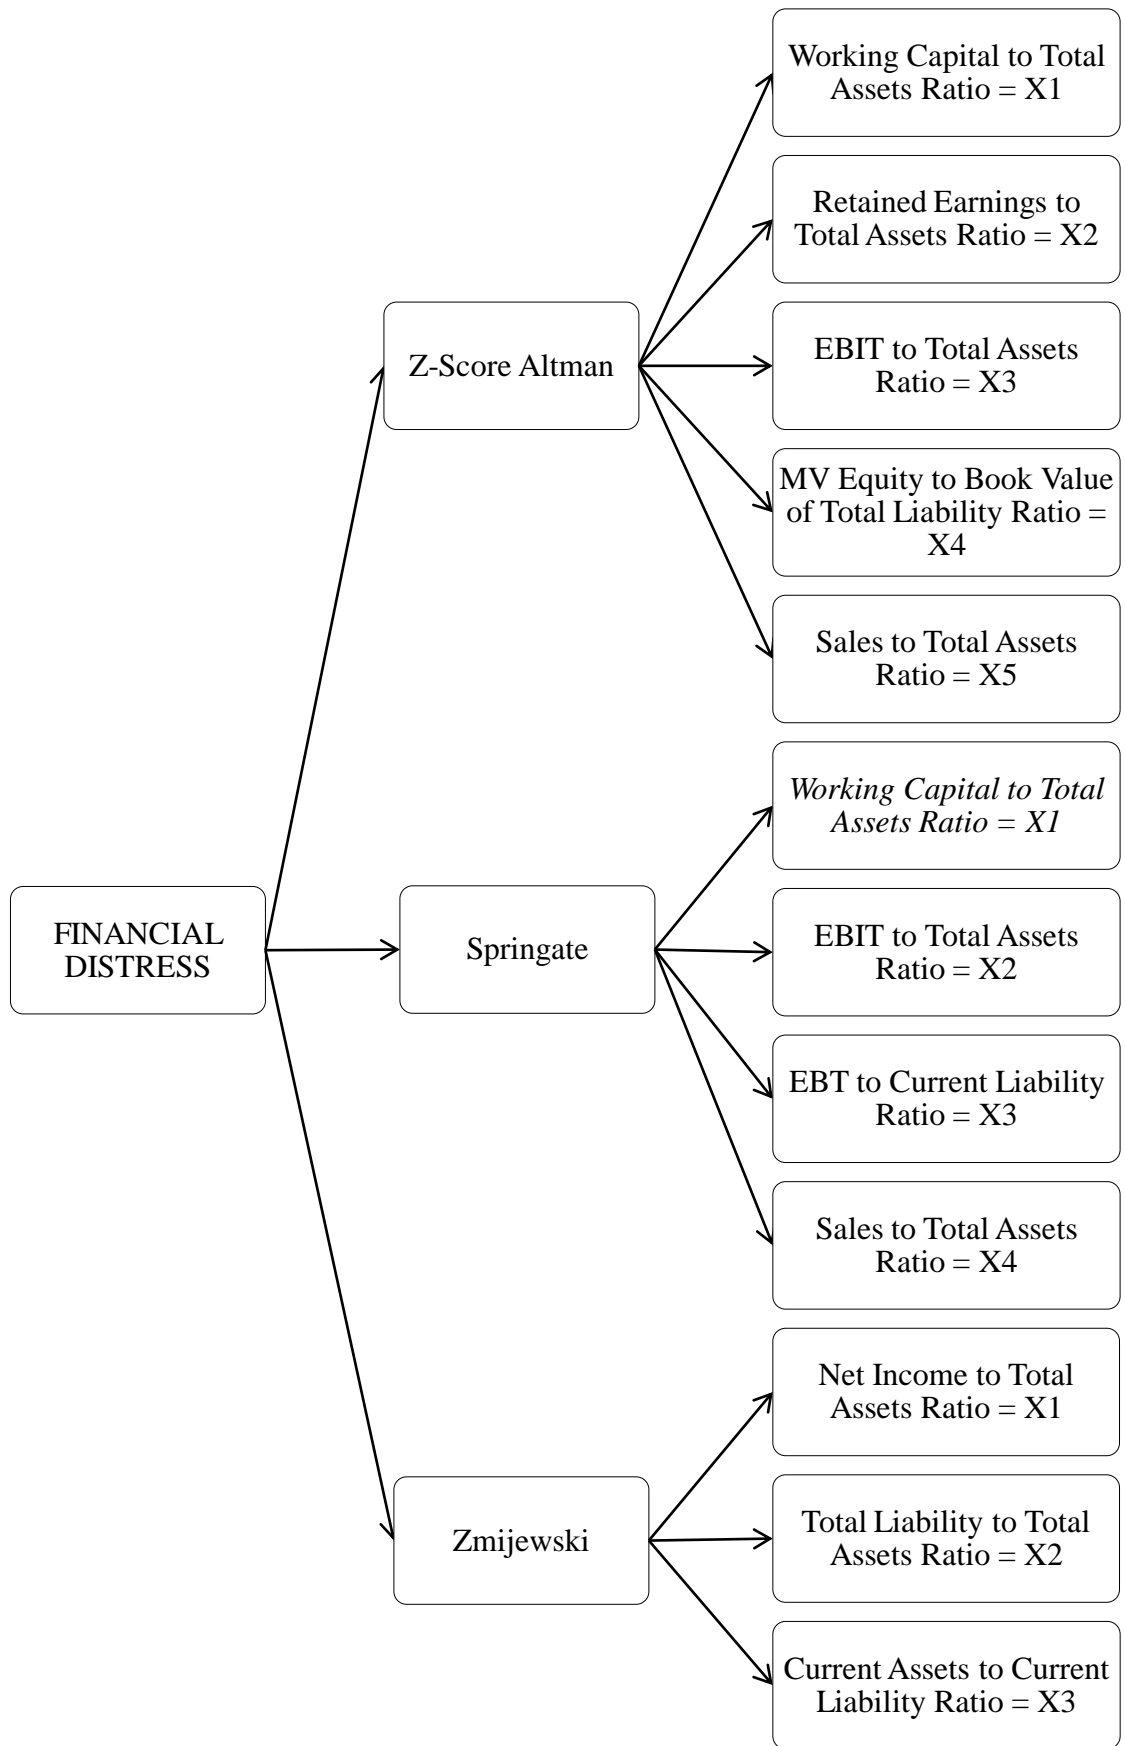 Working Capital to Total
Assets Ratio = X1
Retained Earnings to
Total Assets Ratio = X2
Z-Score Altman
EBIT to Total Assets
Ratio = X3
MV Equity to Book Value
of Total Liability Ratio =
X4
Sales to Total Assets
Ratio = X5
Working Capital to Total
Assets Ratio = X1
FINANCIAL
DISTRESS
Springate
EBIT to Total Assets
Ratio = X2
EBT to Current Liability
Ratio = X3
Sales to Total Assets
Ratio = X4
Net Income to Total
Assets Ratio = X1
Zmijewski
Total Liability to Total
Assets Ratio = X2
Current Assets to Current
Liability Ratio = X3